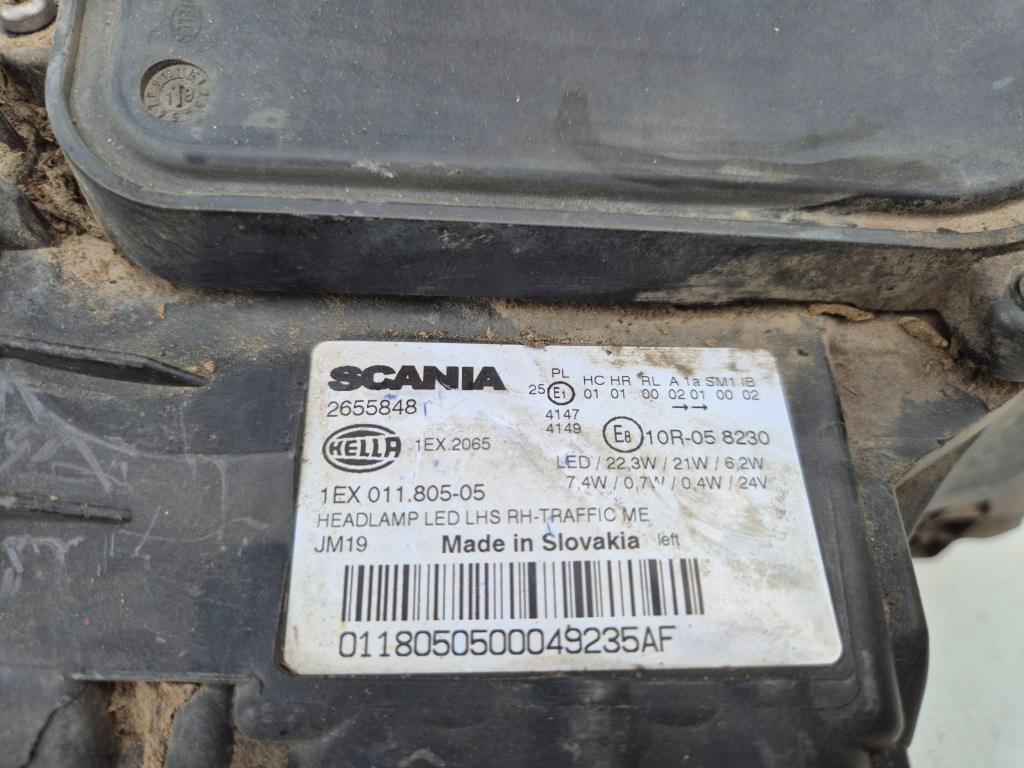 SCANIA
2655848
HELLA 1EX.2065
1EX 011.805-05
HEADLAMP LED LHS RH-TRAFFIC ME
JM19 Made in Slovakia left
PL HC HR RL A 1a SM1 IB
25 E1 01 01 00 02 01 00 02
4147 →→
4149
E8 10R-05 8230
LED / 22,3W / 21W / 6,2W
7,4W / 0,7W / 0,4W / 24V
0118050500049235AF